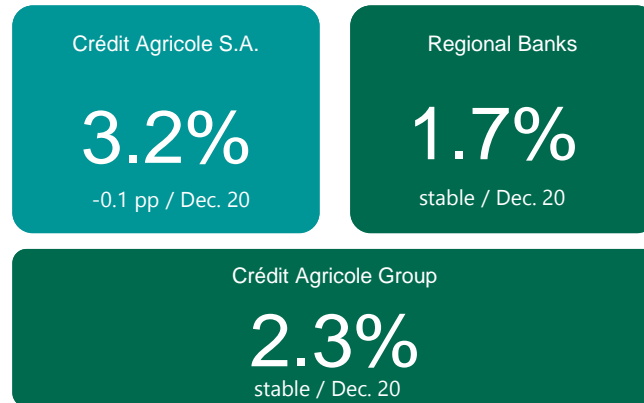 Crédit Agricole S.A.
3.2%
-0.1 pp / Dec. 20
Regional Banks
1.7%
stable / Dec. 20
Crédit Agricole Group
2.3%
stable / Dec. 20